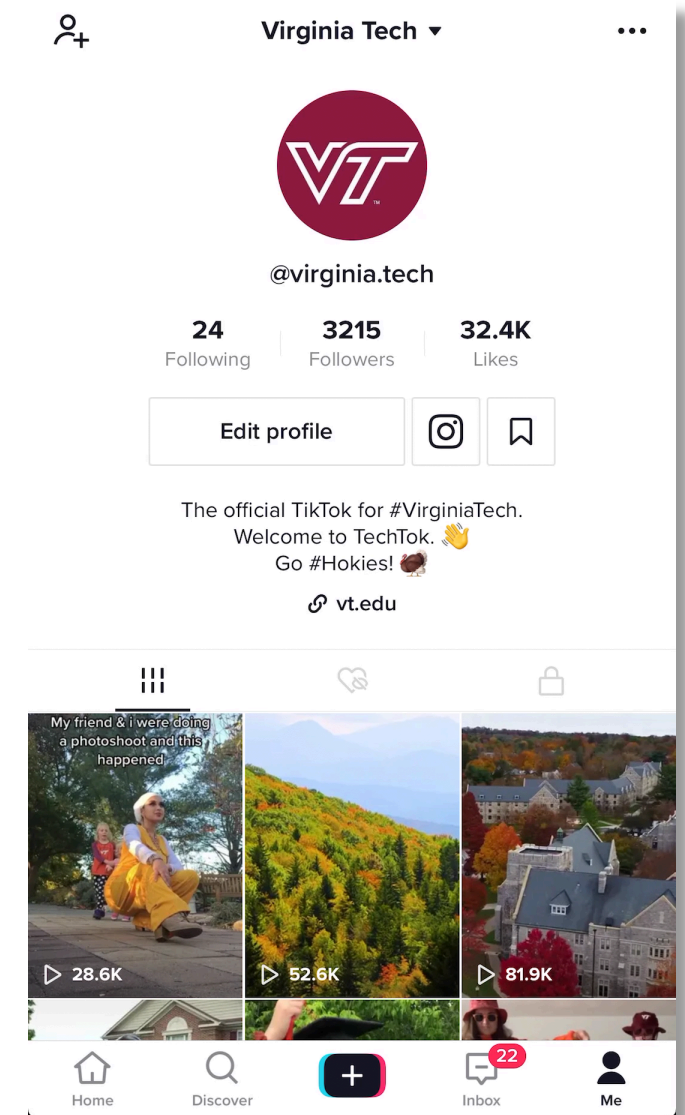 Virginia Tech
VT
TM
@virginia.tech
24
Following
3215
Followers
32.4K
Likes
Edit profile
The official TikTok for #VirginiaTech.
Welcome to TechTok. 👋
Go #Hokies! 🦃
vt.edu
My friend & i were doing
a photoshoot and this
happened
28.6K
52.6K
81.9K
22
Home
Discover
Inbox
Me